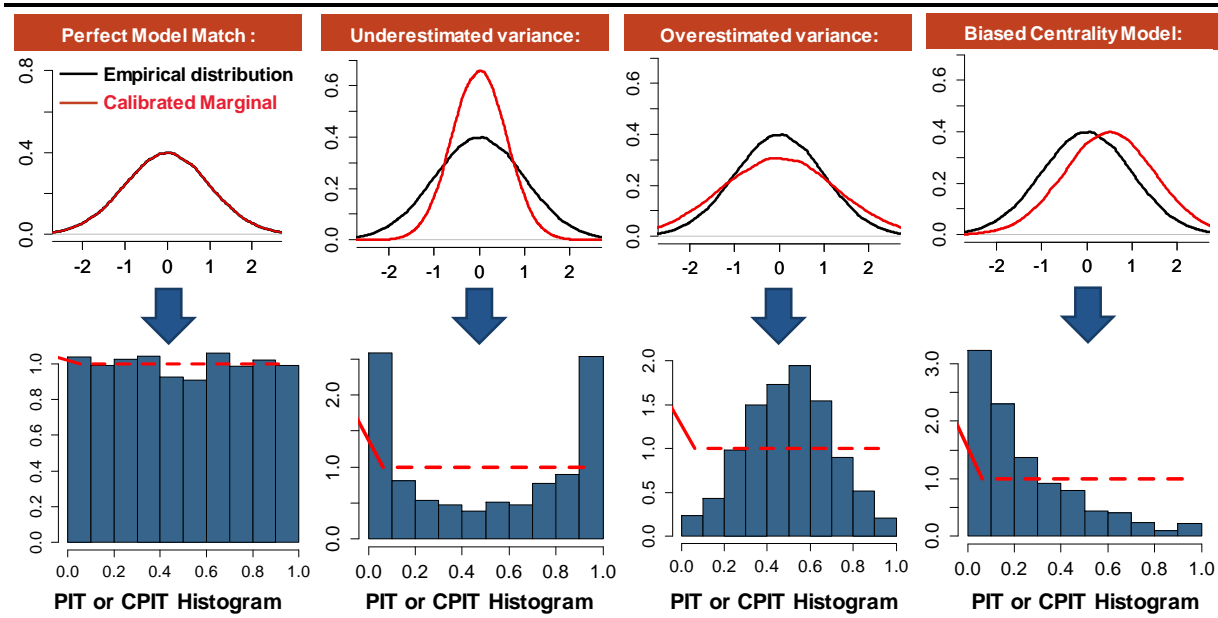 Perfect Model Match :
Underestimated variance:
Overestimated variance:
Biased Centrality Model:
Empirical distribution
Calibrated Marginal
0.8
0.4
0.0
-2 -1 0 1 2
0.6
0.4
0.2
0.0
-2 -1 0 1 2
0.6
0.4
0.2
0.0
-2 -1 0 1 2
0.6
0.4
0.2
0.0
-2 -1 0 1 2
1.0
0.8
0.6
0.4
0.2
0.0
0.0 0.2 0.4 0.6 0.8 1.0
PIT or CPIT Histogram
2.0
1.0
0.0
0.0 0.2 0.4 0.6 0.8 1.0
PIT or CPIT Histogram
2.0
1.5
1.0
0.5
0.0
0.0 0.2 0.4 0.6 0.8 1.0
PIT or CPIT Histogram
3.0
2.0
1.0
0.0
0.0 0.2 0.4 0.6 0.8 1.0
PIT or CPIT Histogram